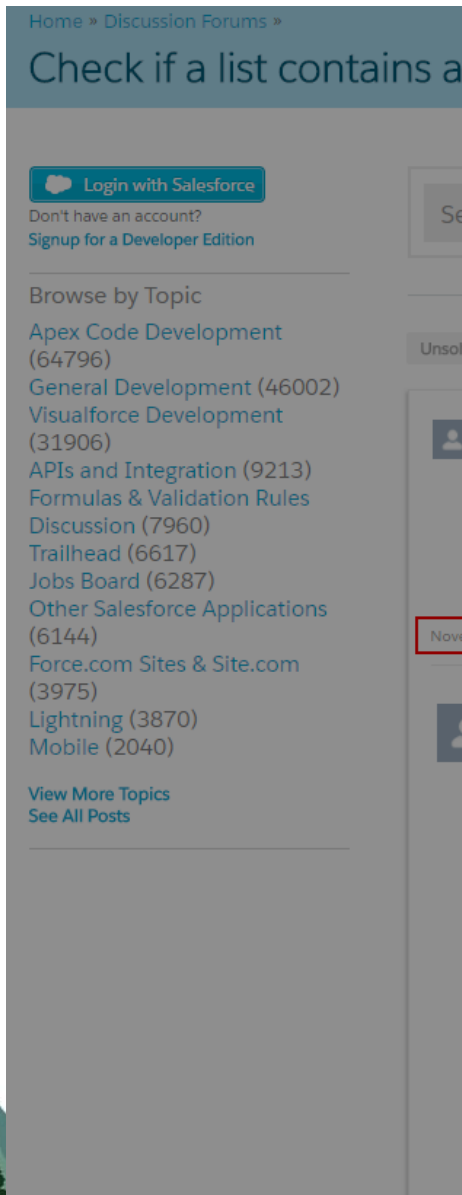 Home » Discussion Forums »
Check if a list contains a
Login with Salesforce
Don't have an account?
Signup for a Developer Edition
Browse by Topic
Apex Code Development
(64796)
General Development (46002)
Visualforce Development
(31906)
APIs and Integration (9213)
Formulas & Validation Rules
Discussion (7960)
Trailhead (6617)
Jobs Board (6287)
Other Salesforce Applications
(6144)
Force.com Sites & Site.com
(3975)
Lightning (3870)
Mobile (2040)
View More Topics
See All Posts
Se
Unsol
Nove